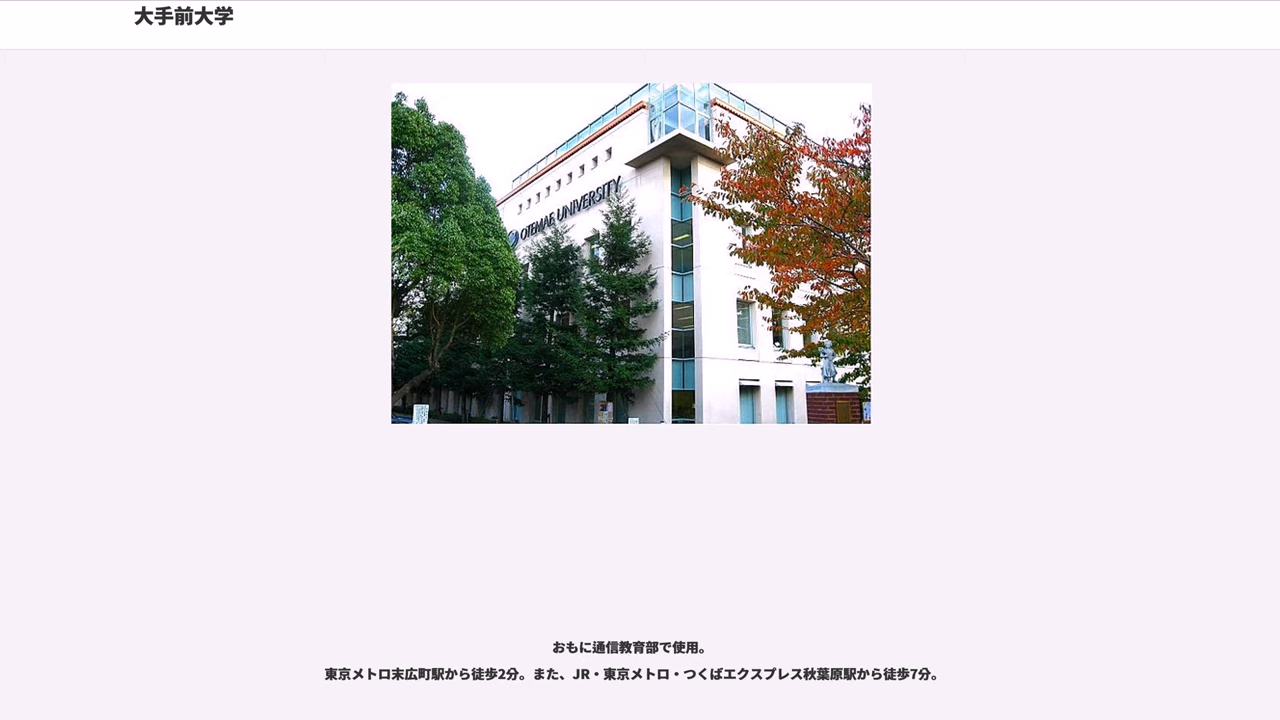 大手前大学
OTEMAE UNIVERSITY
おもに通信教育部で使用。
東京メトロ末広町駅から徒歩2分。また、JR・東京メトロ・つくばエクスプレス秋葉原駅から徒歩7分。